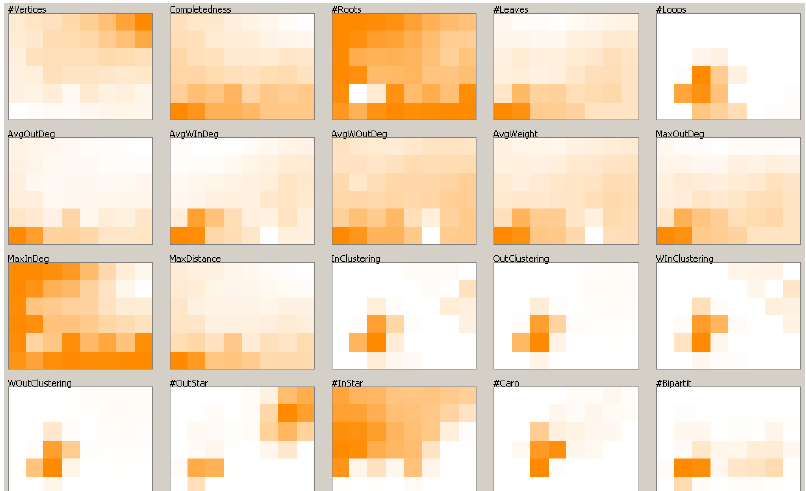 #Vertices Completedness #Roots #Leaves #Loops
AvgOutDeg AvgWInDeg AvgWOutDeg AvgWeight MaxOutDeg
MaxInDeg MaxDistance InClustering OutClustering WInClustering
WOutClustering #OutStar #InStar #Caro #Bipartit